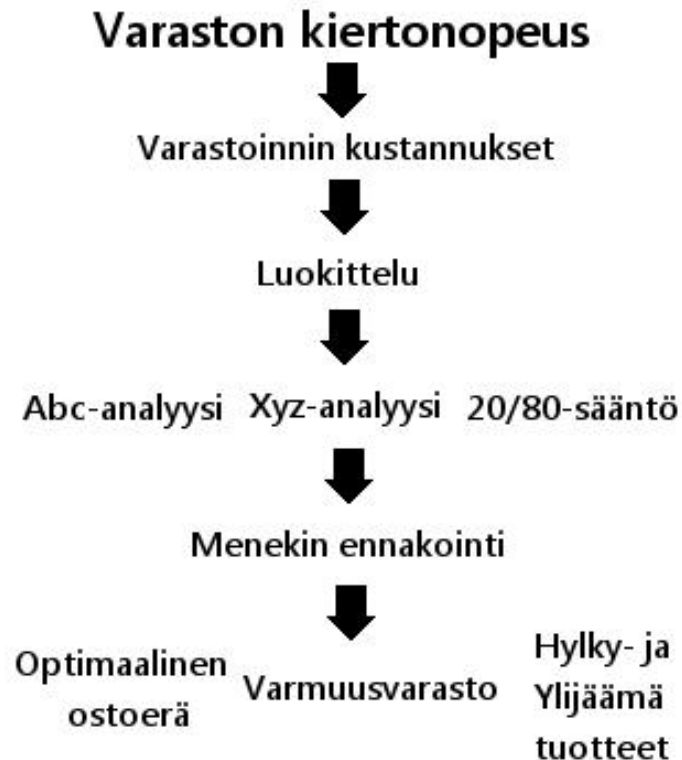 Varaston kiertonopeus
Varastoinnin kustannukset
Luokittelu
Abc-analyysi Xyz-analyysi 20/80-sääntö
Menekin ennakointi
Optimaalinen
ostoerä
Varmuusvarasto
Hylky- ja
Ylijäämä
tuotteet